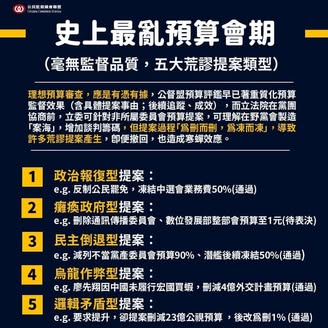 公民監督國會聯盟
史上最亂預算會期
（毫無監督品質，五大荒謬提案類型）
理想預算審查，應是有憑有據，公督盟預算評鑑早已著重質化預算
監督效果（含具體提案事由；後續追蹤、成效），而立法院在黨團
協商前，立委可針對非所屬委員會預算提案，可理解在野黨會製造
「案海」，增加談判籌碼，但提案過程「為刪而刪，為凍而凍」，導致
許多荒謬提案產生，即便撤回，也造成寒蟬效應。
1 政治報復型提案：
e.g. 反制公民罷免，凍結中選會業務費50%(通過)
2 癱瘓政府型提案：
e.g. 刪除通訊傳播委員會、數位發展部整部會預算至1元(待表決)
3 民主倒退型提案：
e.g. 減列不當黨產委員會預算90%、潛艦後續凍結50%(通過)
4 烏龍作弊型提案：
e.g. 廖先翔因中國未履行宏國買蝦，刪減4億外交計畫預算(通過)
5 邏輯矛盾型提案：
e.g. 要求提升，卻提案刪減23億公視預算 ，後改為刪1% (通過)